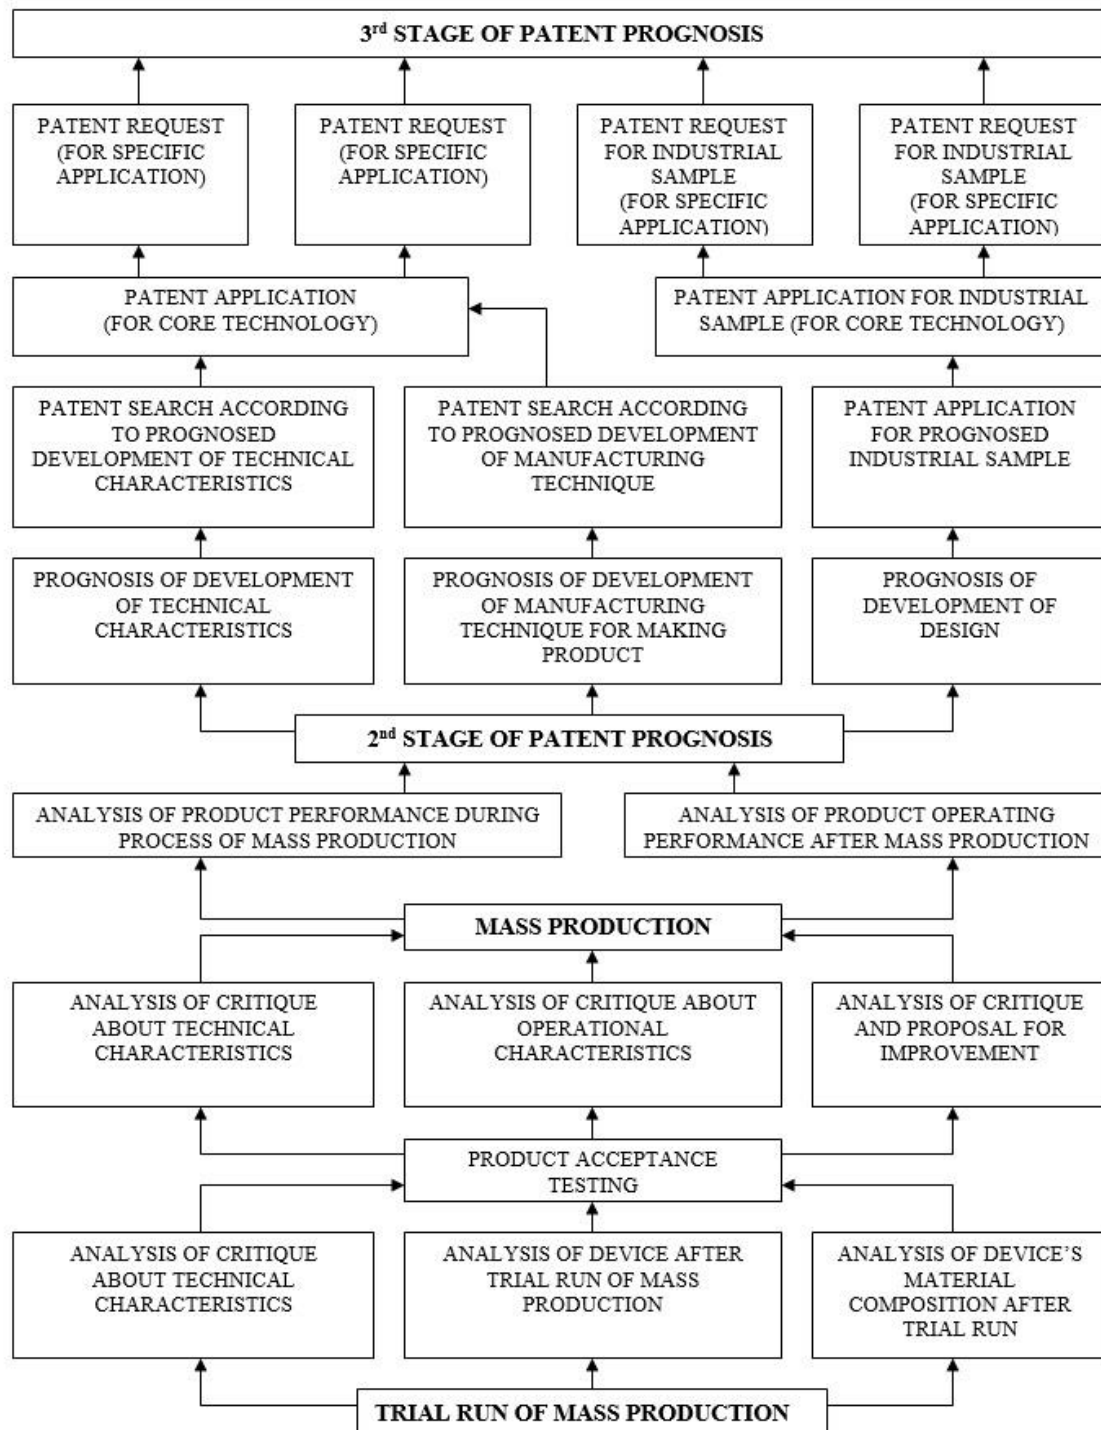 3rd STAGE OF PATENT PROGNOSIS
PATENT REQUEST
(FOR SPECIFIC
APPLICATION)
PATENT REQUEST
(FOR SPECIFIC
APPLICATION)
PATENT REQUEST
FOR INDUSTRIAL
SAMPLE
(FOR SPECIFIC
APPLICATION)
PATENT REQUEST
FOR INDUSTRIAL
SAMPLE
(FOR SPECIFIC
APPLICATION)
PATENT APPLICATION
(FOR CORE TECHNOLOGY)
PATENT APPLICATION FOR INDUSTRIAL
SAMPLE (FOR CORE TECHNOLOGY)
PATENT SEARCH ACCORDING
TO PROGNOSED
DEVELOPMENT OF TECHNICAL
CHARACTERISTICS
PATENT SEARCH ACCORDING
TO PROGNOSED DEVELOPMENT
OF MANUFACTURING
TECHNIQUE
PATENT APPLICATION
FOR PROGNOSED
INDUSTRIAL SAMPLE
PROGNOSIS OF DEVELOPMENT
OF TECHNICAL
CHARACTERISTICS
PROGNOSIS OF DEVELOPMENT
OF MANUFACTURING
TECHNIQUE FOR MAKING
PRODUCT
PROGNOSIS OF
DEVELOPMENT OF
DESIGN
2nd STAGE OF PATENT PROGNOSIS
ANALYSIS OF PRODUCT PERFORMANCE DURING
PROCESS OF MASS PRODUCTION
ANALYSIS OF PRODUCT OPERATING
PERFORMANCE AFTER MASS PRODUCTION
MASS PRODUCTION
ANALYSIS OF CRITIQUE
ABOUT TECHNICAL
CHARACTERISTICS
ANALYSIS OF CRITIQUE ABOUT
OPERATIONAL
CHARACTERISTICS
ANALYSIS OF CRITIQUE
AND PROPOSAL FOR
IMPROVEMENT
PRODUCT ACCEPTANCE
TESTING
ANALYSIS OF CRITIQUE
ABOUT TECHNICAL
CHARACTERISTICS
ANALYSIS OF DEVICE AFTER
TRIAL RUN OF MASS
PRODUCTION
ANALYSIS OF DEVICE’S
MATERIAL
COMPOSITION AFTER
TRIAL RUN
TRIAL RUN OF MASS PRODUCTION